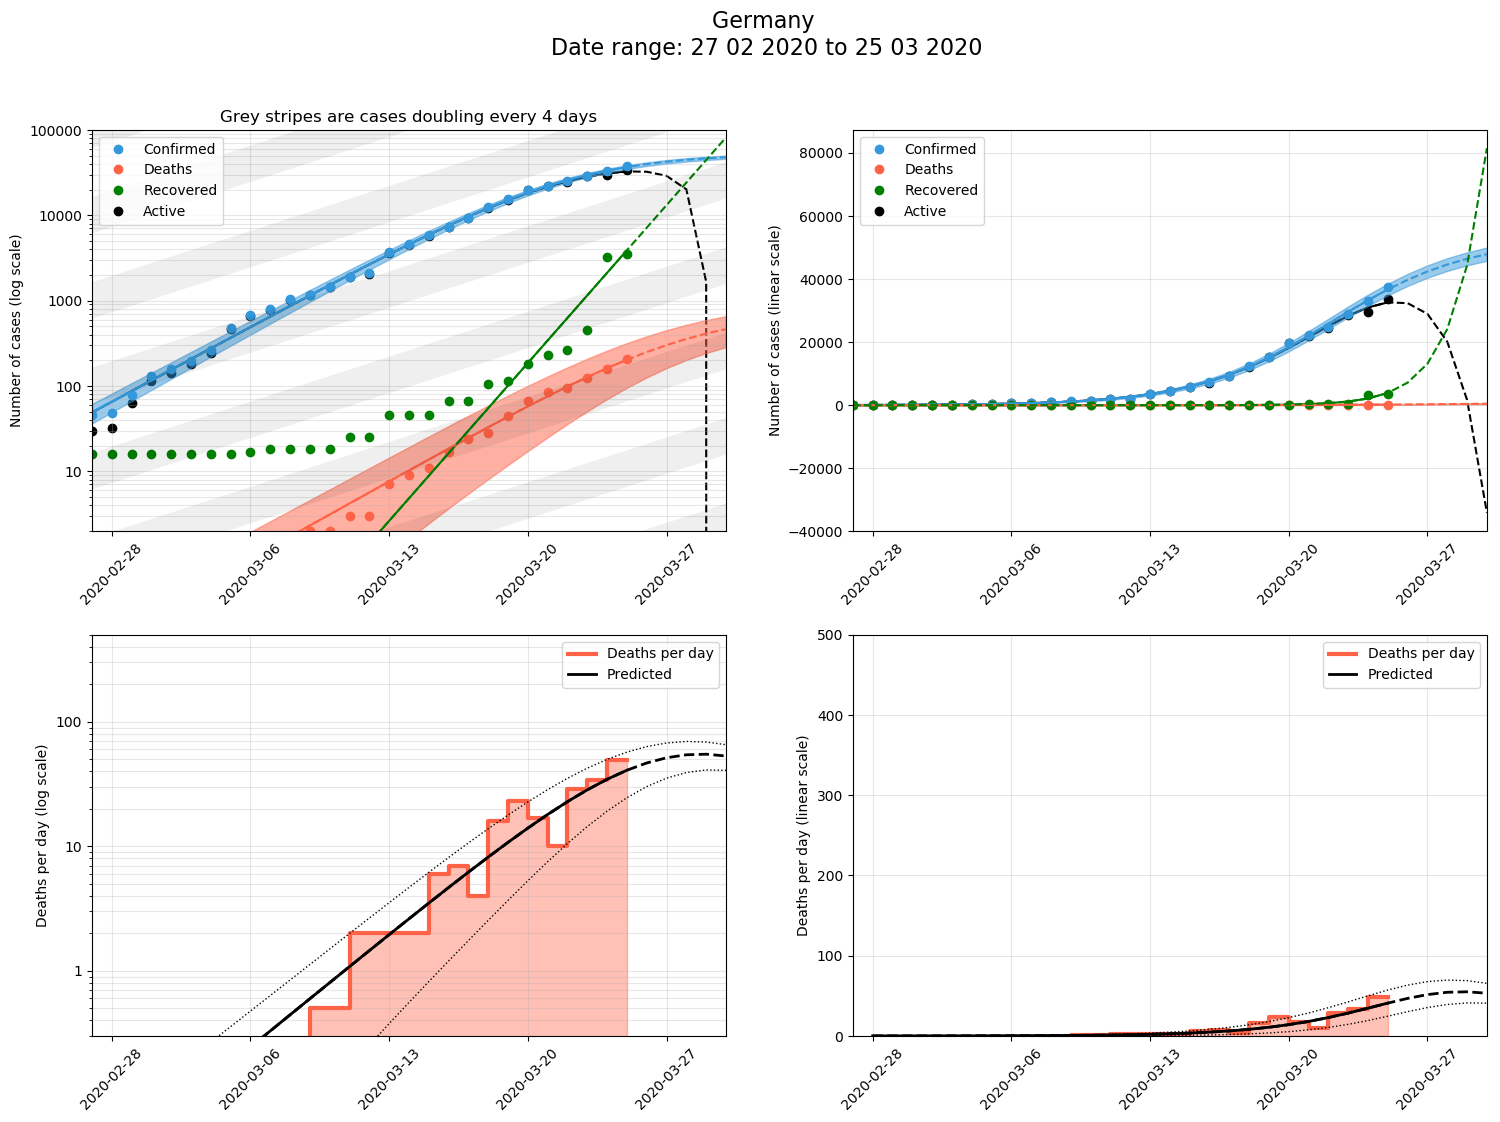 Germany
Date range: 27 02 2020 to 25 03 2020
Grey stripes are cases doubling every 4 days
Number of cases (log scale)
100000
10000
1000
100
10
Confirmed
Deaths
Recovered
Active
2020-02-28
2020-03-06
2020-03-13
2020-03-20
2020-03-27
Number of cases (linear scale)
80000
60000
40000
20000
0
−20000
−40000
Confirmed
Deaths
Recovered
Active
2020-02-28
2020-03-06
2020-03-13
2020-03-20
2020-03-27
Deaths per day (log scale)
100
10
1
Deaths per day
Predicted
2020-02-28
2020-03-06
2020-03-13
2020-03-20
2020-03-27
Deaths per day (linear scale)
500
400
300
200
100
0
Deaths per day
Predicted
2020-02-28
2020-03-06
2020-03-13
2020-03-20
2020-03-27